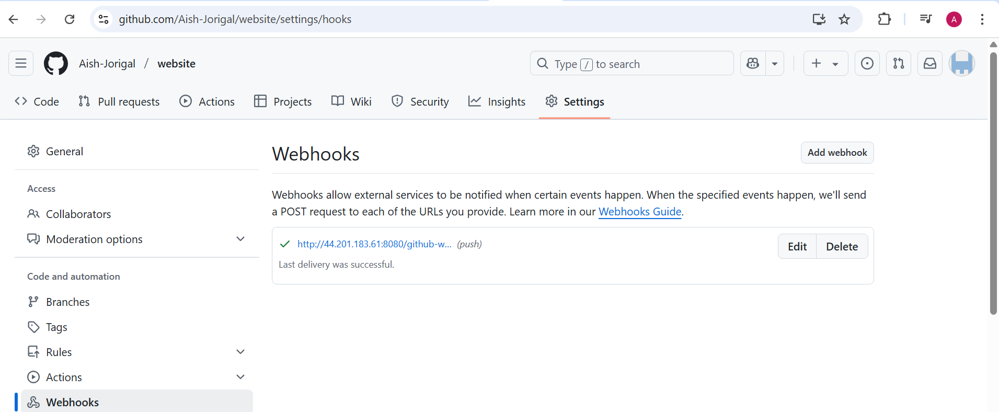 github.com/Aish-Jorigal/website/settings/hooks
A
Aish-Jorigal / website
Type / to search
Code Pull requests Actions Projects Wiki Security Insights Settings
General
Access
Collaborators
Moderation options
Code and automation
Branches
Tags
Rules
Actions
Webhooks
Webhooks
Add webhook
Webhooks allow external services to be notified when certain events happen. When the specified events happen, we'll send
a POST request to each of the URLs you provide. Learn more in our Webhooks Guide.
http://44.201.183.61:8080/github-w... (push)
Edit Delete
Last delivery was successful.